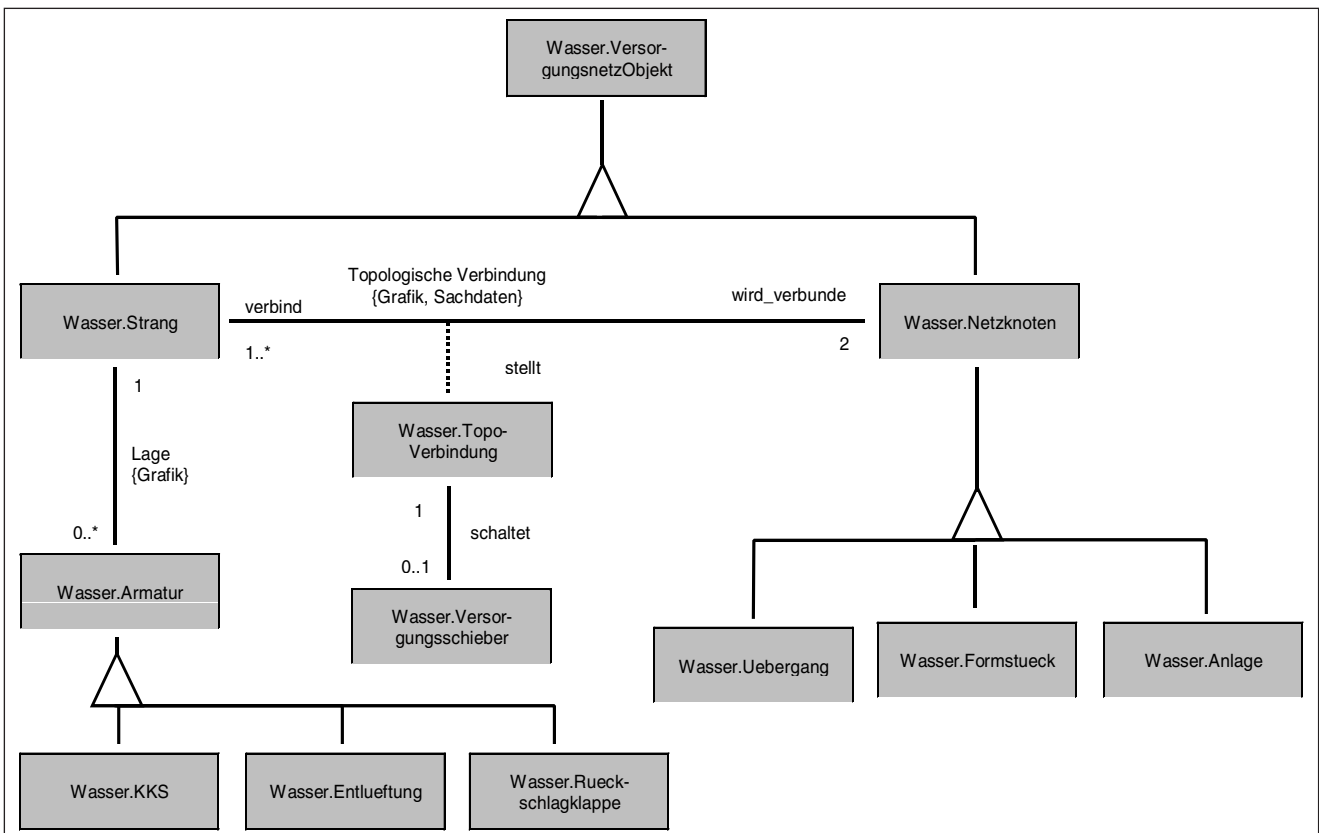 Wasser.Versor-
gungsnetzObjekt
Topologische Verbindung
{Grafik, Sachdaten}
verbind
wird_verbunde
Wasser.Strang
Wasser.Netzknoten
1..*
2
stellt
1
Wasser.Topo-
Verbindung
Lage
{Grafik}
1
schaltet
0..*
0..1
Wasser.Armatur
Wasser.Versor-
gungsschieber
Wasser.Uebergang
Wasser.Formstueck
Wasser.Anlage
Wasser.KKS
Wasser.Entlueftung
Wasser.Rueck-
schlagklappe